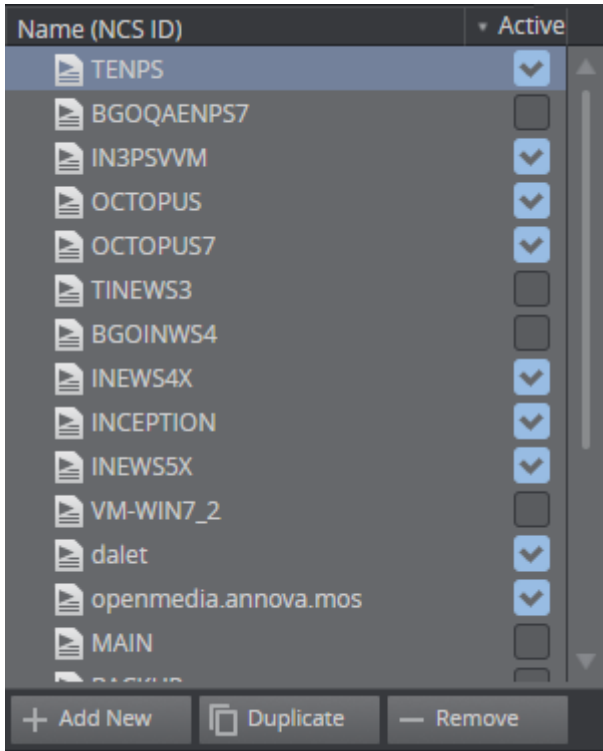 Name (NCS ID) Active
TENPS
BGOQAENPS7
IN3PSVVM
OCTOPUS
OCTOPUS7
TINEWS3
BGOINWS4
INEWS4X
INCEPTION
INEWS5X
VM-WIN7_2
dalet
openmedia.annova.mos
MAIN
Add New Duplicate Remove